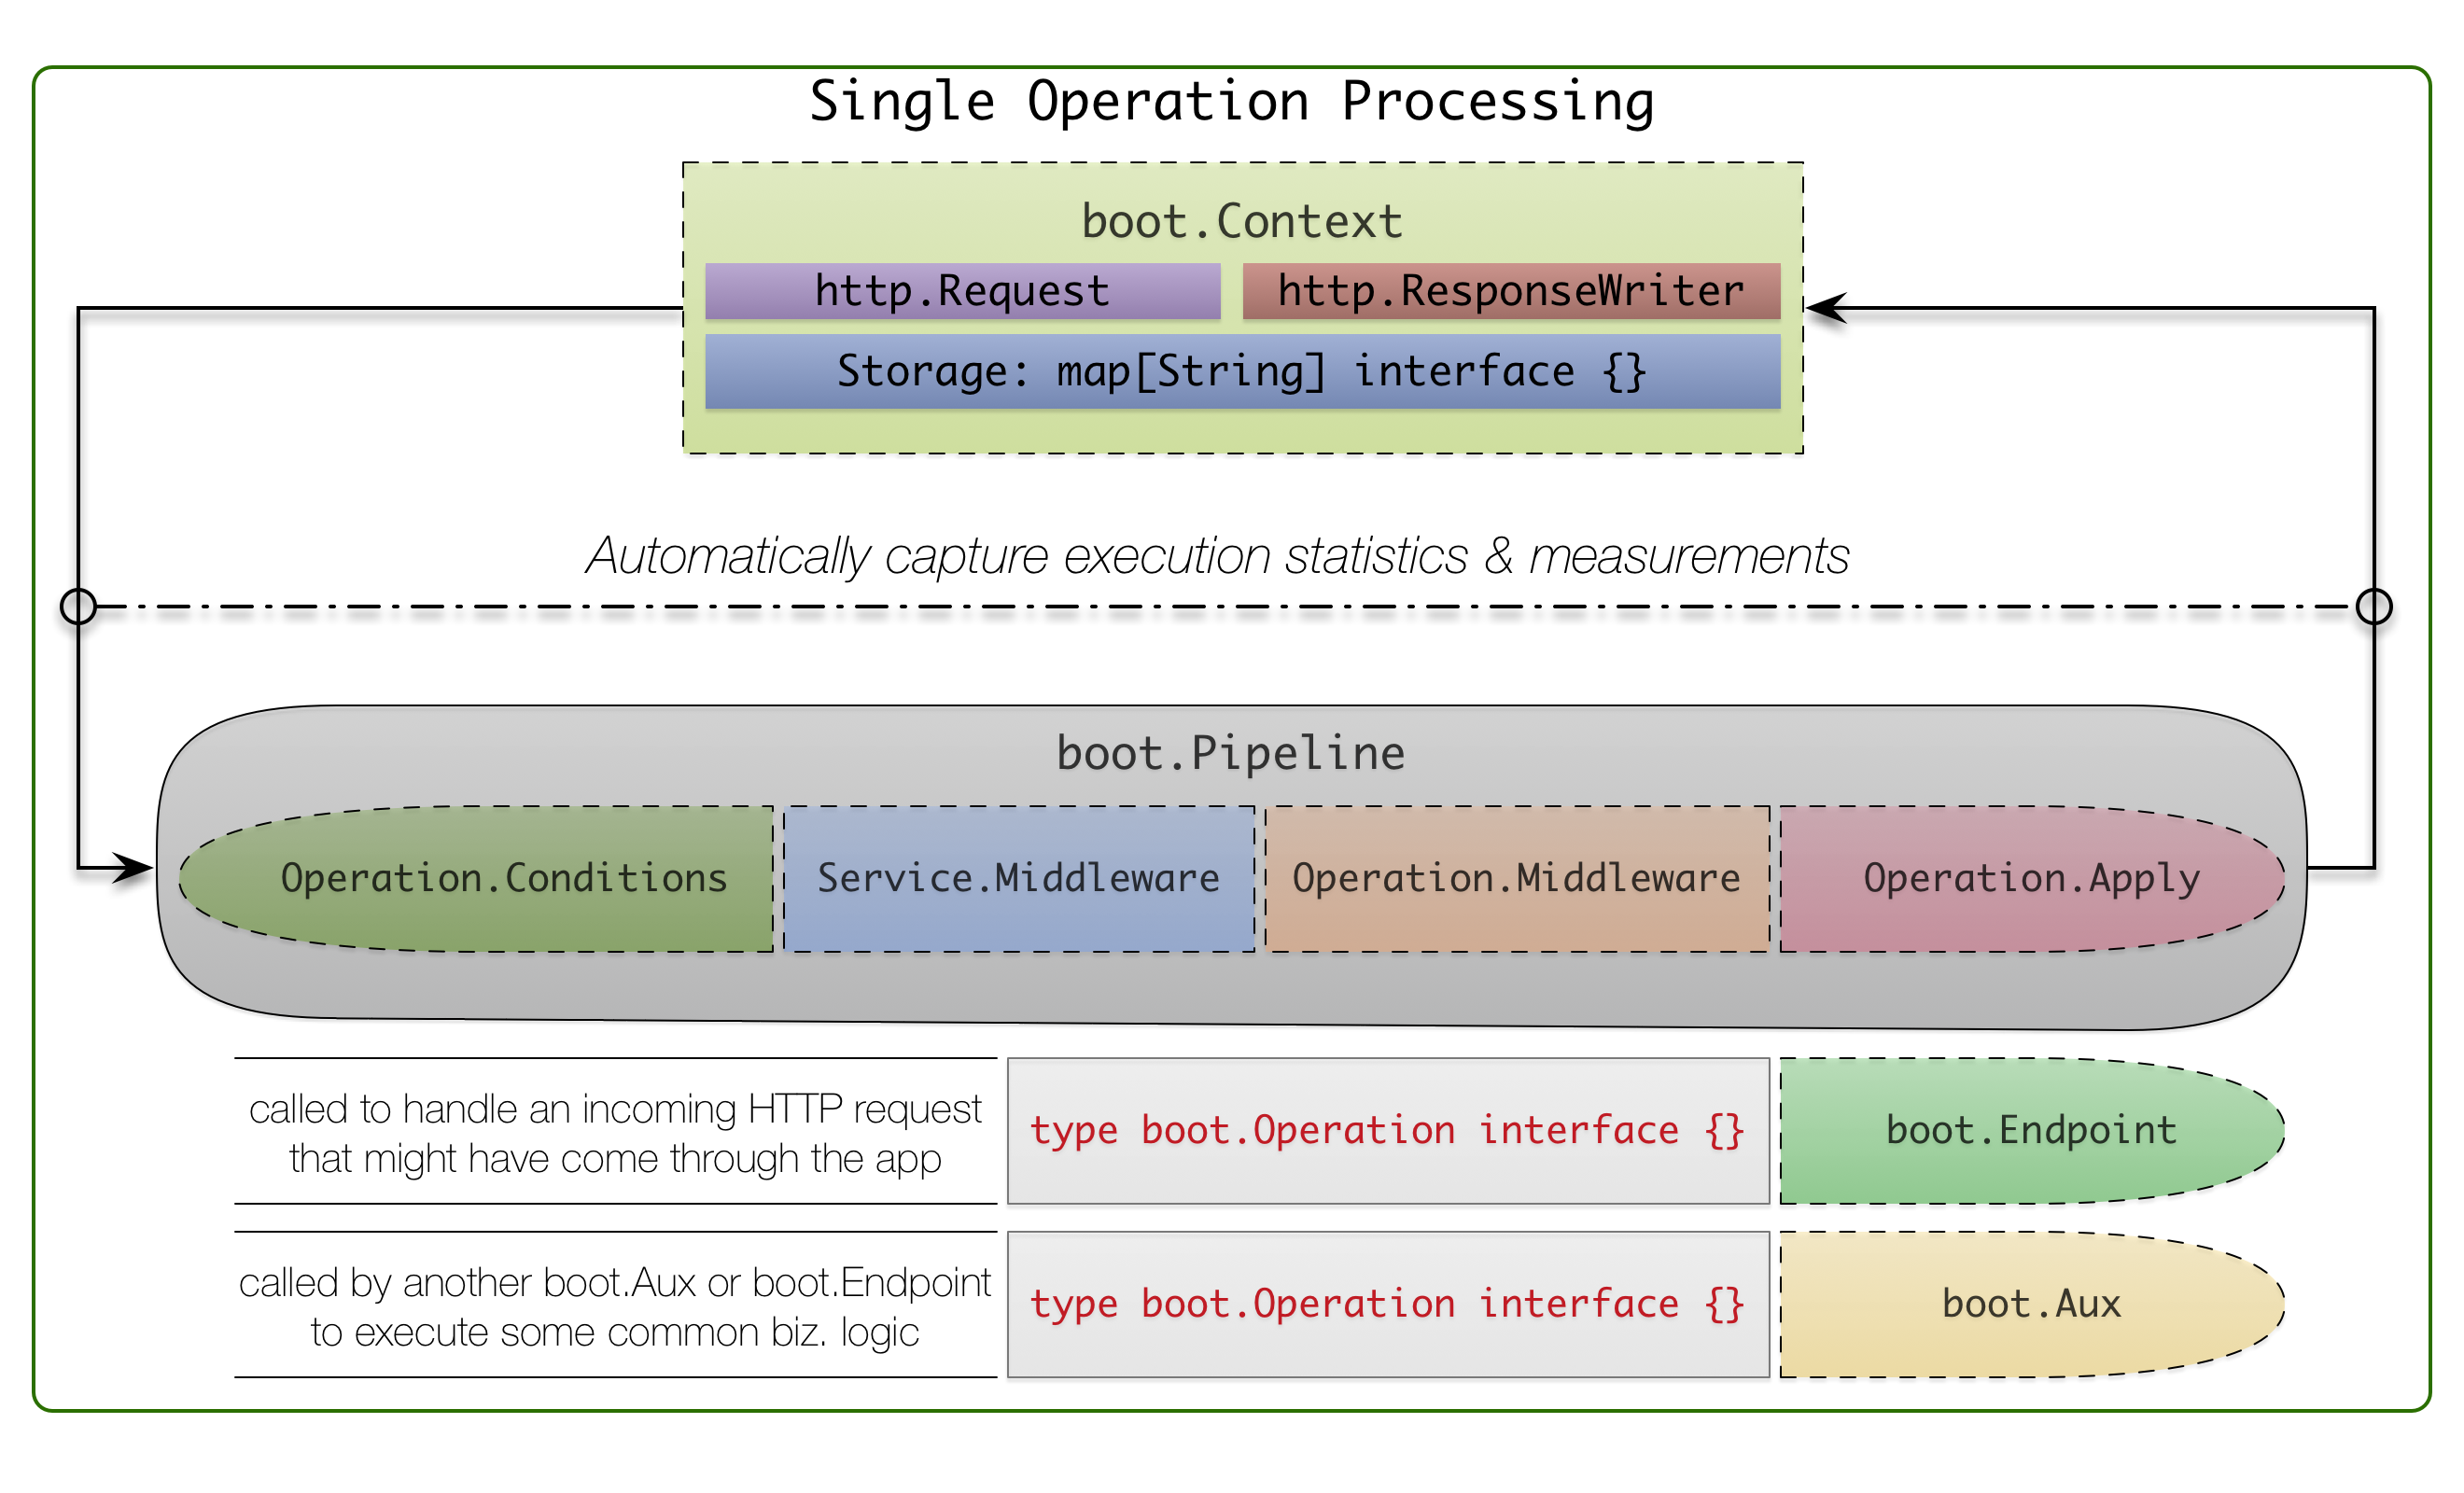 Single Operation Processing
boot.Context
http.Request
http.ResponseWriter
Storage: map[String] interface {}
Automatically capture execution statistics & measurements
boot.Pipeline
Operation.Conditions
Service.Middleware
Operation.Middleware
Operation.Apply
called to handle an incoming HTTP request
that might have come through the app
type boot.Operation interface {}
boot.Endpoint
called by another boot.Aux or boot.Endpoint
to execute some common biz. logic
type boot.Operation interface {}
boot.Aux